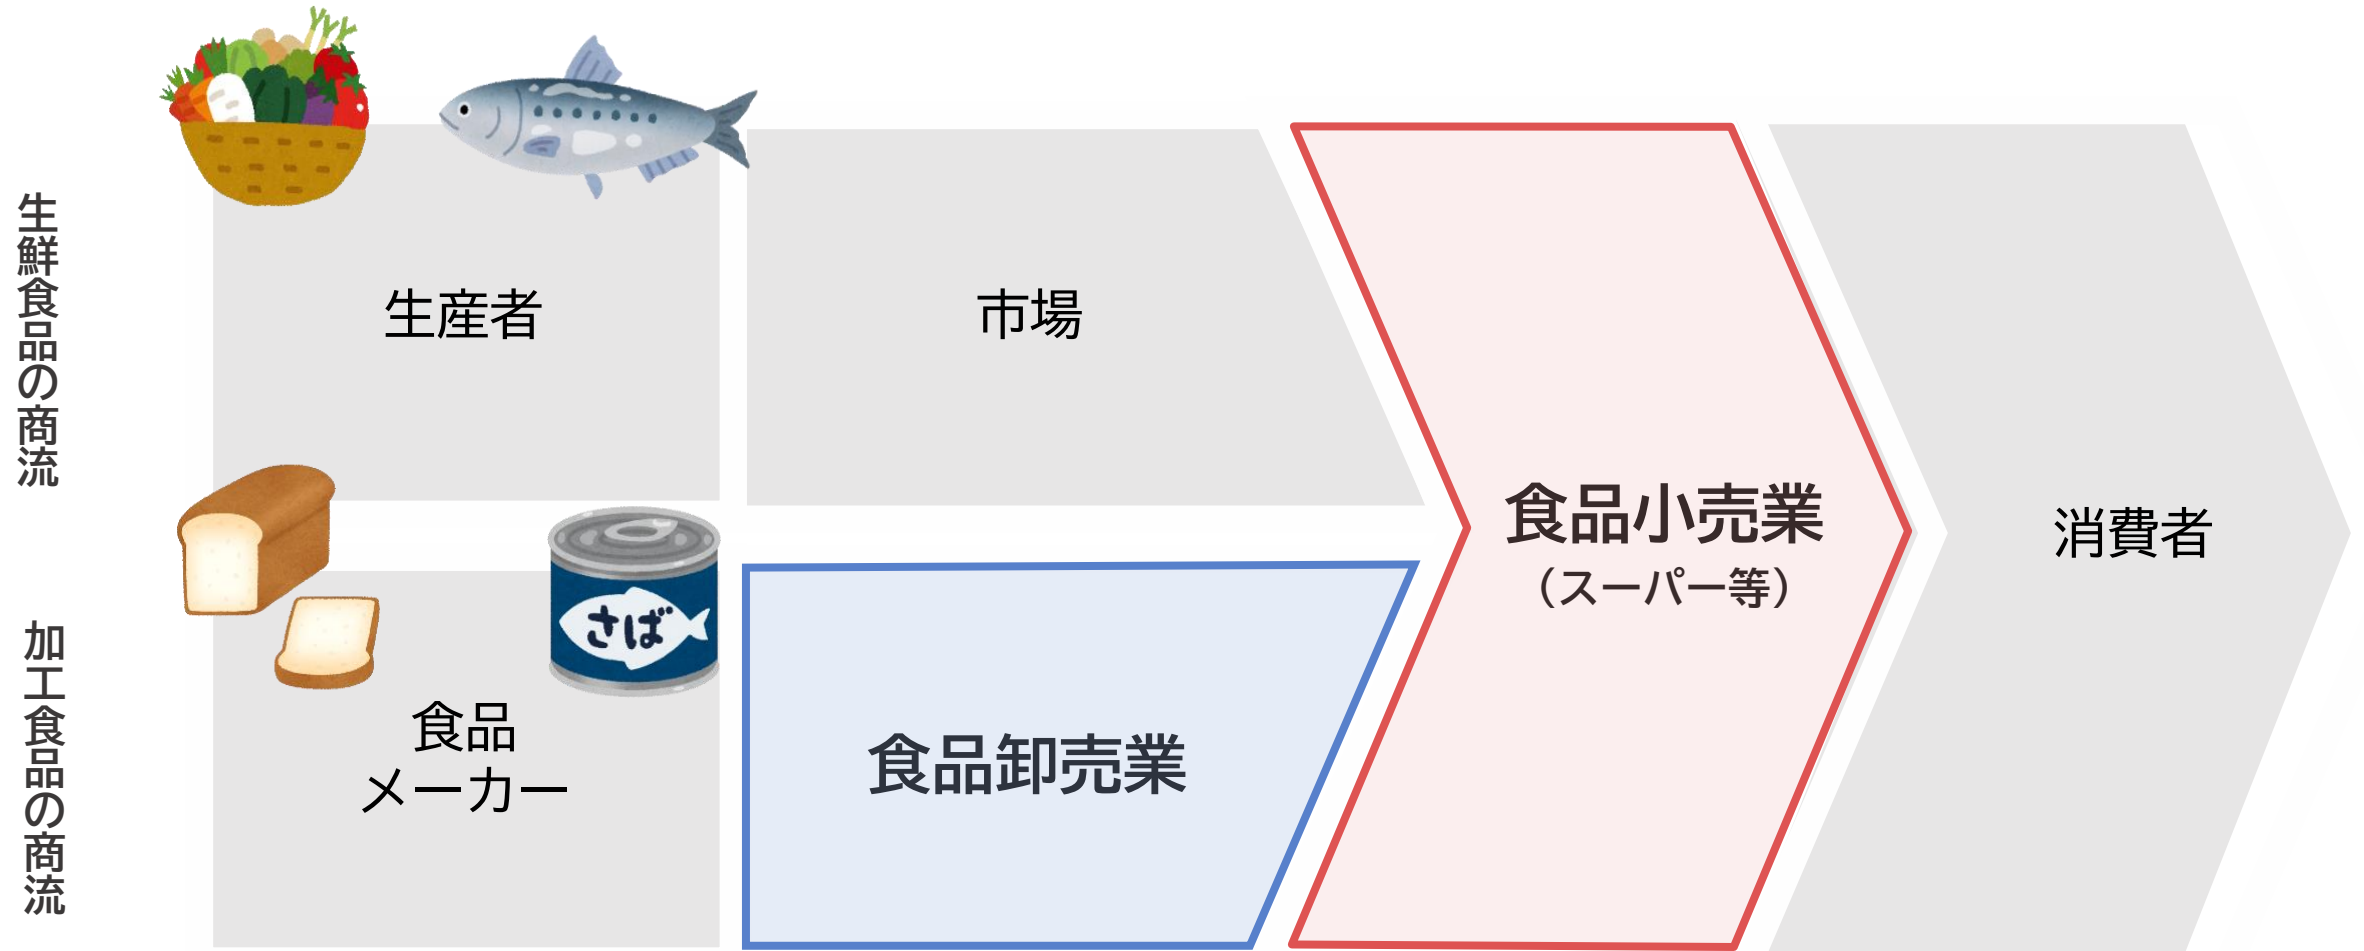 生鮮食品の商流
生産者
市場
食品小売業
（スーパー等）
消費者
加工食品の商流
さば
食品
メーカー
食品卸売業